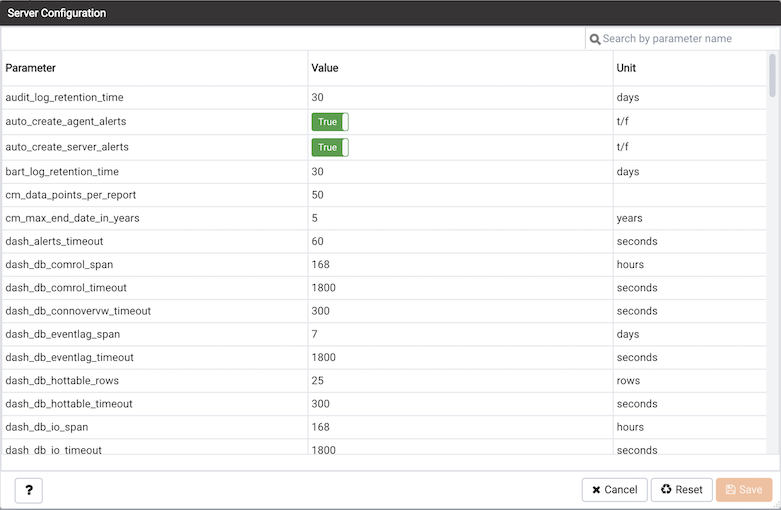 Server Configuration
Search by parameter name
Parameter Value Unit
audit_log_retention_time 30 days
auto_create_agent_alerts True t/f
auto_create_server_alerts True t/f
bart_log_retention_time 30 days
cm_data_points_per_report 50
cm_max_end_date_in_years 5 years
dash_alerts_timeout 60 seconds
dash_db_comrol_span 168 hours
dash_db_comrol_timeout 1800 seconds
dash_db_connovervw_timeout 300 seconds
dash_db_eventlag_span 7 days
dash_db_eventlag_timeout 1800 seconds
dash_db_hottable_rows 25 rows
dash_db_hottable_timeout 300 seconds
dash_db_io_span 168 hours
dash_db_io_timeout 1800 seconds
? Cancel Reset Save